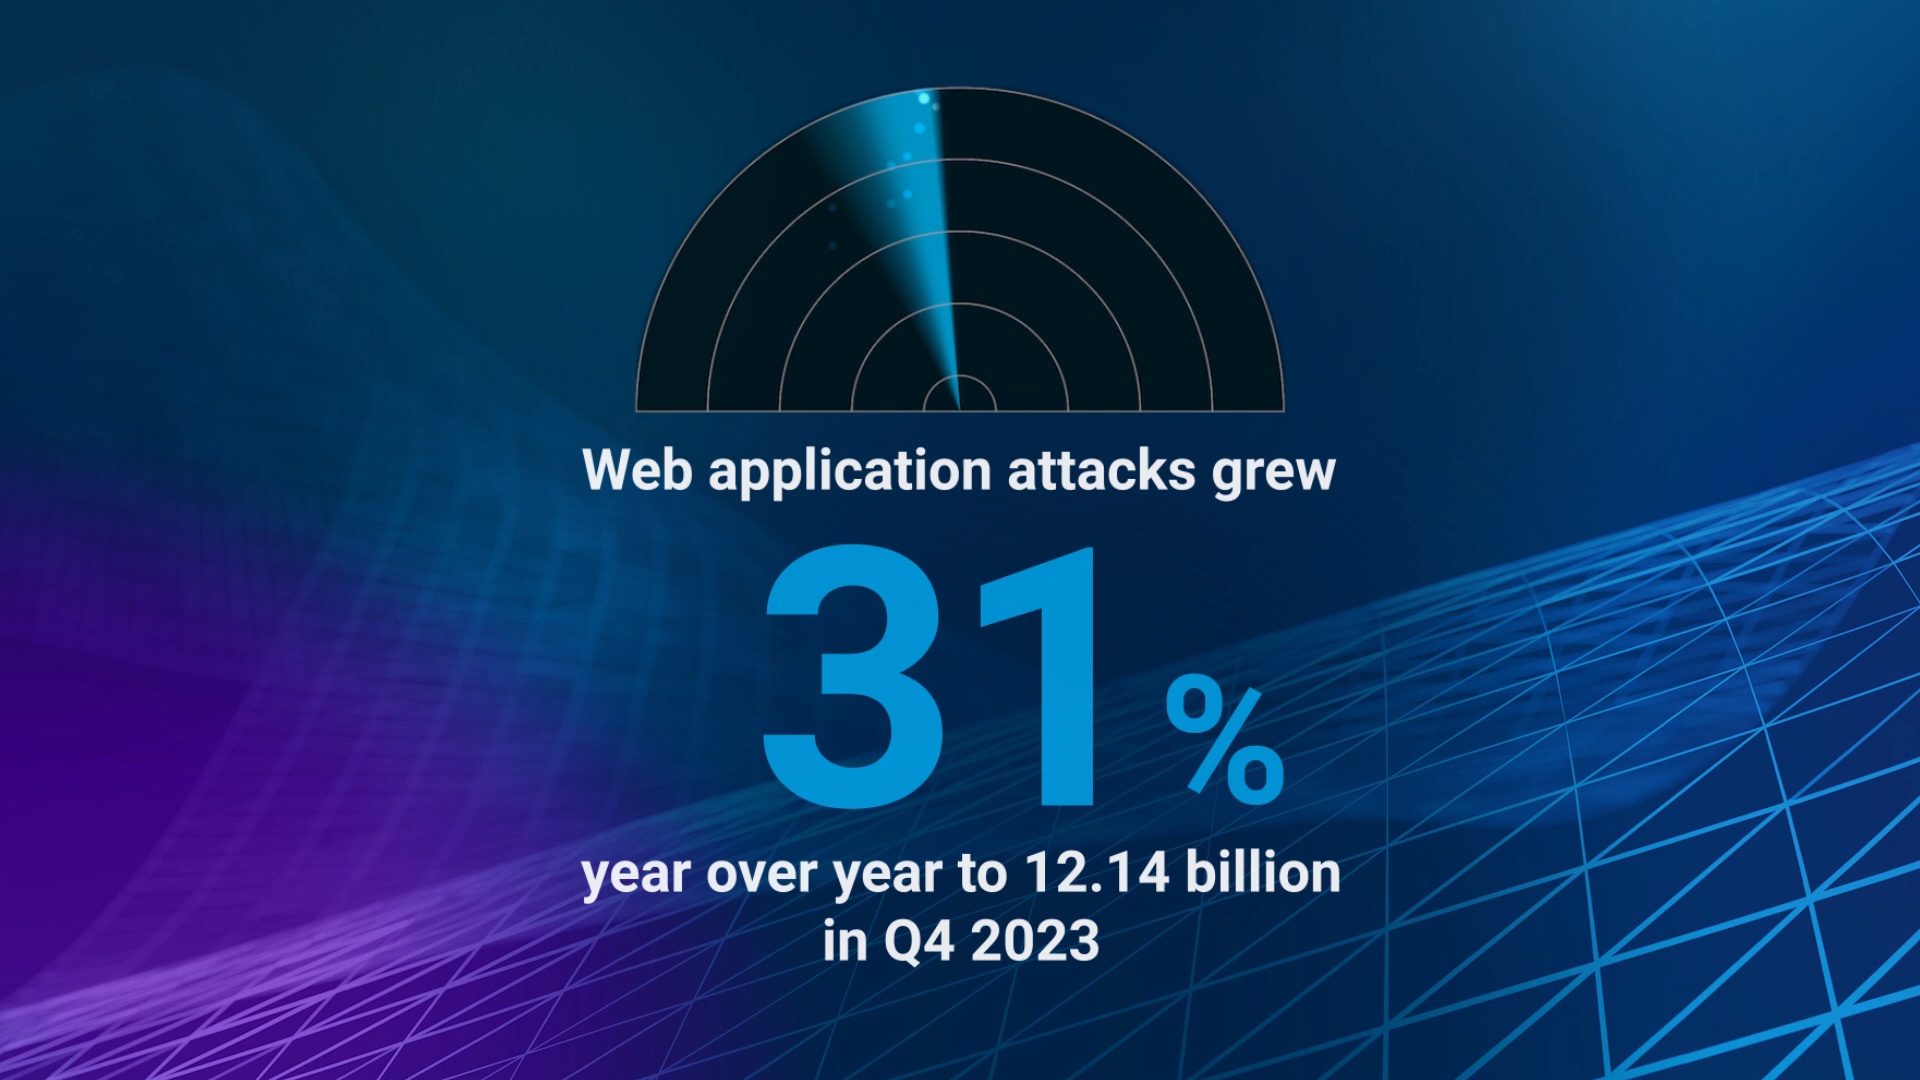 Web application attacks grew
31%
year over year to 12.14 billion
in Q4 2023